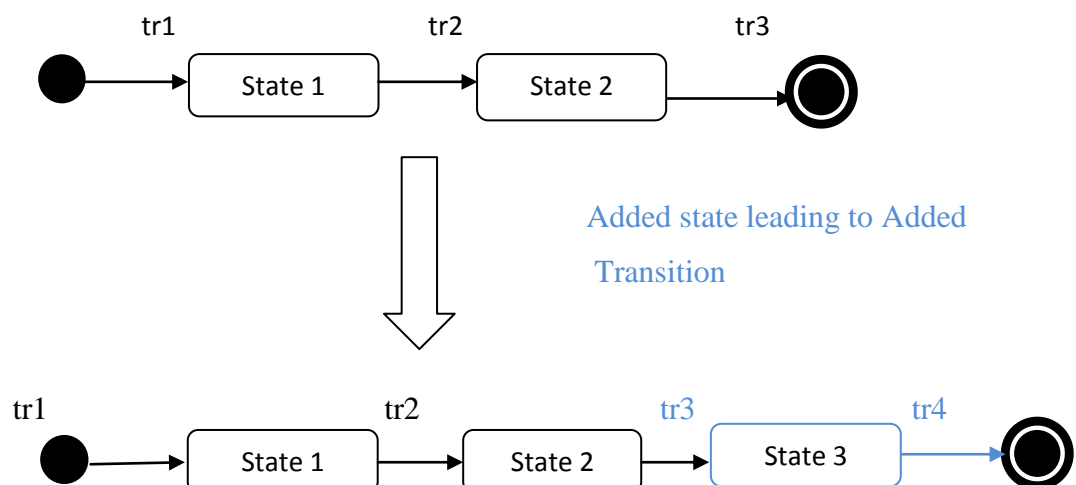 tr1 tr2 tr3
State 1 State 2
Added state leading to Added
Transition
tr1 tr2 tr3 tr4
State 1 State 2 State 3